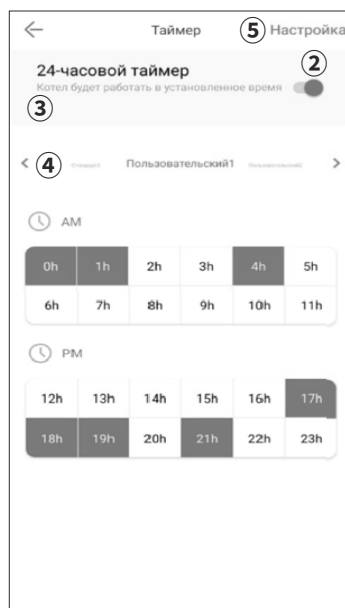 Таймер ⑤ Настройка
24-часовой таймер ②
Котел будет работать в установленное время
③
< ④ Пользовательский1 >
AM
0h 1h 2h 3h 4h 5h
6h 7h 8h 9h 10h 11h
PM
12h 13h 14h 15h 16h 17h
18h 19h 20h 21h 22h 23h